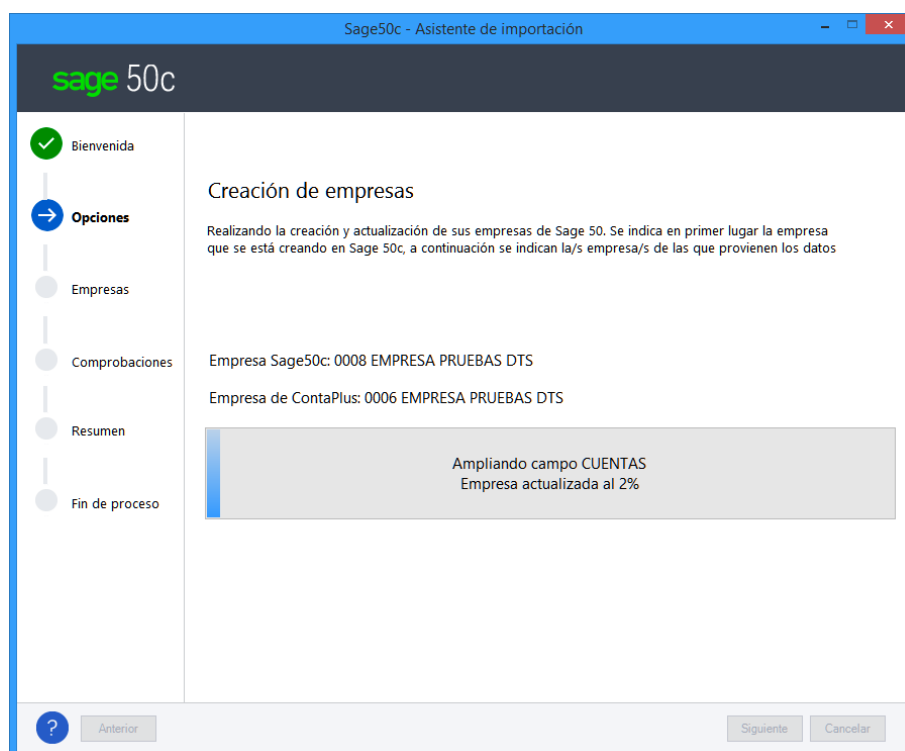 Sage50c - Asistente de importación
sage 50c
Bienvenida
Opciones
Empresas
Comprobaciones
Resumen
Fin de proceso
Creación de empresas
Realizando la creación y actualización de sus empresas de Sage 50. Se indica en primer lugar la empresa
que se está creando en Sage 50c, a continuación se indican la/s empresa/s de las que provienen los datos
Empresa Sage50c: 0008 EMPRESA PRUEBAS DTS
Empresa de ContaPlus: 0006 EMPRESA PRUEBAS DTS
Ampliando campo CUENTAS
Empresa actualizada al 2%
?
Anterior
Siguiente
Cancelar